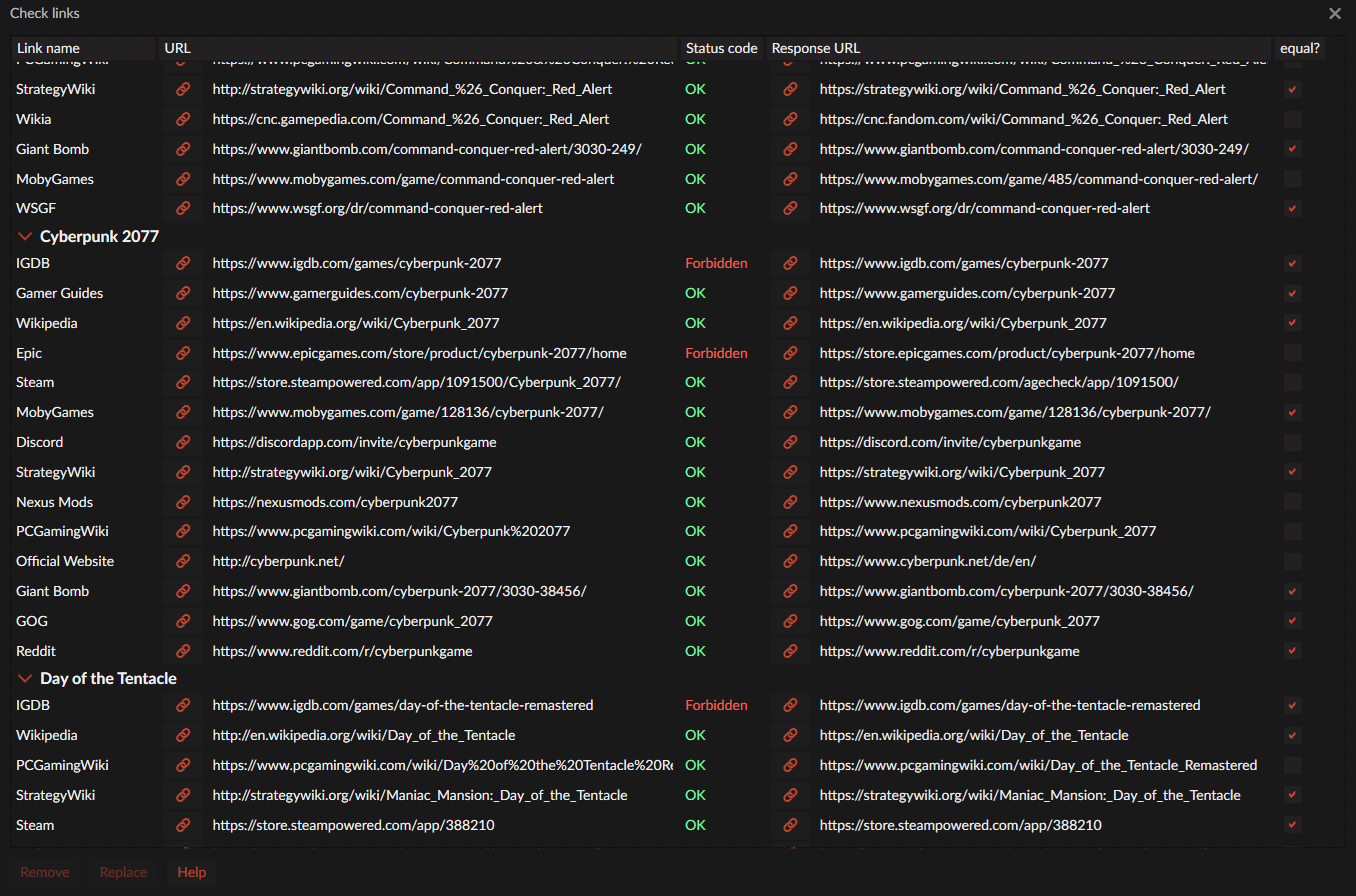 Check links
Link name URL Status code Response URL equal?
StrategyWiki http://strategywiki.org/wiki/Command_%26_Conquer:_Red_Alert OK https://strategywiki.org/wiki/Command_%26_Conquer:_Red_Alert
Wikia https://cnc.gamepedia.com/Command_%26_Conquer:_Red_Alert OK https://cnc.fandom.com/wiki/Command_%26_Conquer:_Red_Alert
Giant Bomb https://www.giantbomb.com/command-conquer-red-alert/3030-249/ OK https://www.giantbomb.com/command-conquer-red-alert/3030-249/
MobyGames https://www.mobygames.com/game/command-conquer-red-alert OK https://www.mobygames.com/game/485/command-conquer-red-alert/
WSGF https://www.wsgf.org/dr/command-conquer-red-alert OK https://www.wsgf.org/dr/command-conquer-red-alert
Cyberpunk 2077
IGDB https://www.igdb.com/games/cyberpunk-2077 Forbidden https://www.igdb.com/games/cyberpunk-2077
Gamer Guides https://www.gamerguides.com/cyberpunk-2077 OK https://www.gamerguides.com/cyberpunk-2077
Wikipedia https://en.wikipedia.org/wiki/Cyberpunk_2077 OK https://en.wikipedia.org/wiki/Cyberpunk_2077
Epic https://www.epicgames.com/store/product/cyberpunk-2077/home Forbidden https://store.epicgames.com/product/cyberpunk-2077/home
Steam https://store.steampowered.com/app/1091500/Cyberpunk_2077/ OK https://store.steampowered.com/agecheck/app/1091500/
MobyGames https://www.mobygames.com/game/128136/cyberpunk-2077/ OK https://www.mobygames.com/game/128136/cyberpunk-2077/
Discord https://discordapp.com/invite/cyberpunkgame OK https://discord.com/invite/cyberpunkgame
StrategyWiki http://strategywiki.org/wiki/Cyberpunk_2077 OK https://strategywiki.org/wiki/Cyberpunk_2077
Nexus Mods https://nexusmods.com/cyberpunk2077 OK https://www.nexusmods.com/cyberpunk2077
PCGamingWiki https://www.pcgamingwiki.com/wiki/Cyberpunk%202077 OK https://www.pcgamingwiki.com/wiki/Cyberpunk_2077
Official Website http://cyberpunk.net/ OK https://www.cyberpunk.net/de/en/
Giant Bomb https://www.giantbomb.com/cyberpunk-2077/3030-38456/ OK https://www.giantbomb.com/cyberpunk-2077/3030-38456/
GOG https://www.gog.com/game/cyberpunk_2077 OK https://www.gog.com/game/cyberpunk_2077
Reddit https://www.reddit.com/r/cyberpunkgame OK https://www.reddit.com/r/cyberpunkgame
Day of the Tentacle
IGDB https://www.igdb.com/games/day-of-the-tentacle-remastered Forbidden https://www.igdb.com/games/day-of-the-tentacle-remastered
Wikipedia http://en.wikipedia.org/wiki/Day_of_the_Tentacle OK https://en.wikipedia.org/wiki/Day_of_the_Tentacle
PCGamingWiki https://www.pcgamingwiki.com/wiki/Day%20of%20the%20Tentacle%20Re OK https://www.pcgamingwiki.com/wiki/Day_of_the_Tentacle_Remastered
StrategyWiki http://strategywiki.org/wiki/Maniac_Mansion:_Day_of_the_Tentacle OK https://strategywiki.org/wiki/Maniac_Mansion:_Day_of_the_Tentacle
Steam https://store.steampowered.com/app/388210 OK https://store.steampowered.com/app/388210
Remove Replace Help